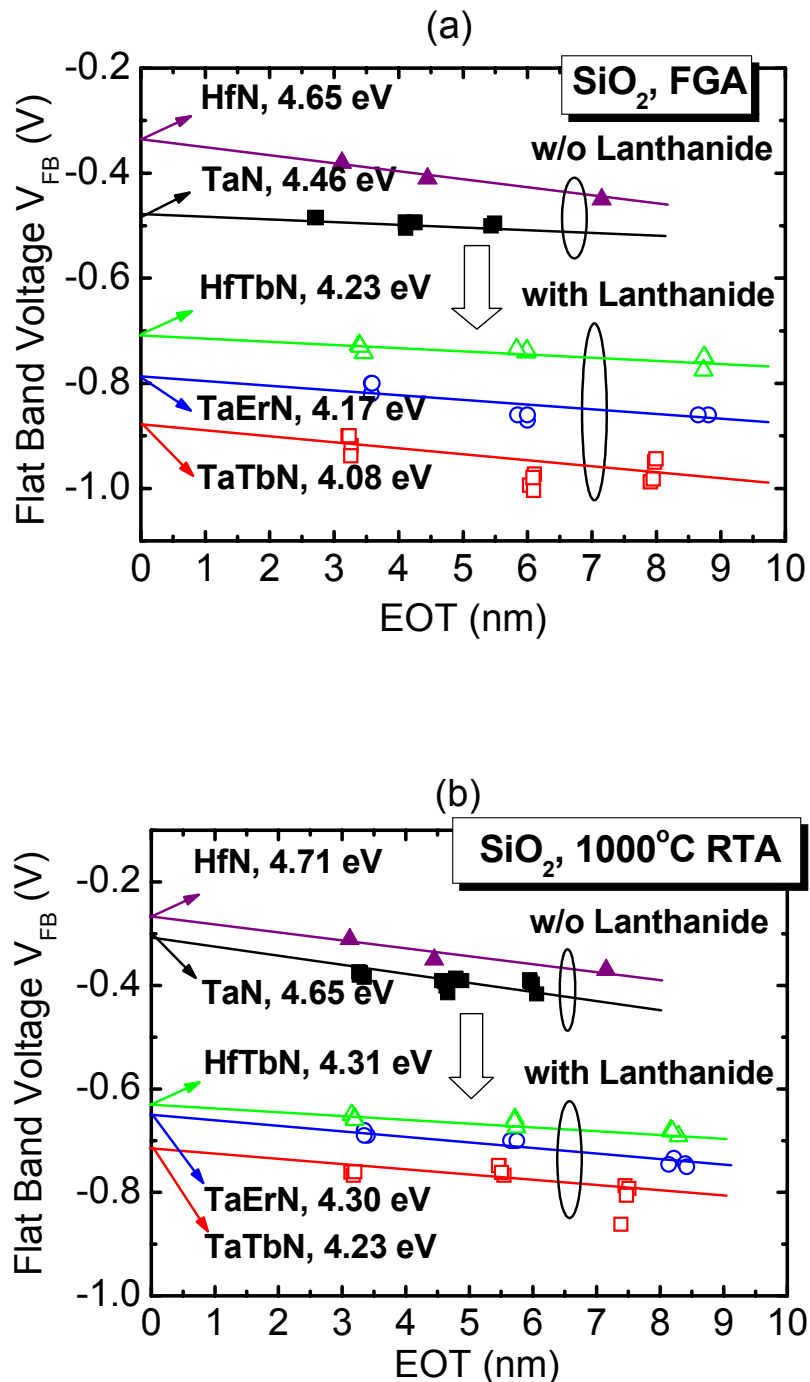 (a)
-0.2
-0.4
-0.6
-0.8
-1.0
Flat Band Voltage V_FB (V)
SiO₂, FGA
HfN, 4.65 eV
w/o Lanthanide
TaN, 4.46 eV
HfTbN, 4.23 eV
with Lanthanide
TaErN, 4.17 eV
TaTbN, 4.08 eV
0 1 2 3 4 5 6 7 8 9 10
EOT (nm)
(b)
-0.2
-0.4
-0.6
-0.8
-1.0
Flat Band Voltage V_FB (V)
SiO₂, 1000°C RTA
HfN, 4.71 eV
w/o Lanthanide
TaN, 4.65 eV
HfTbN, 4.31 eV
with Lanthanide
TaErN, 4.30 eV
TaTbN, 4.23 eV
0 1 2 3 4 5 6 7 8 9 10
EOT (nm)